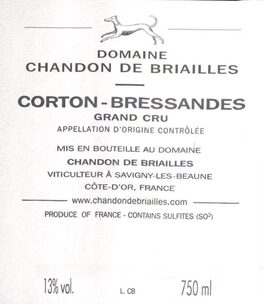 DOMAINE
CHANDON DE BRIAILLES
CORTON-BRESSANDES
GRAND CRU
APPELLATION D'ORIGINE CONTRÔLÉE
MIS EN BOUTEILLE AU DOMAINE
CHANDON DE BRIAILLES
VITICULTEUR À SAVIGNY-LES-BEAUNE
CÔTE-D'OR, FRANCE
www.chandondebriailles.com
PRODUCE OF FRANCE - CONTAINS SULFITES (SO²)
13% vol. L. CB 750 ml